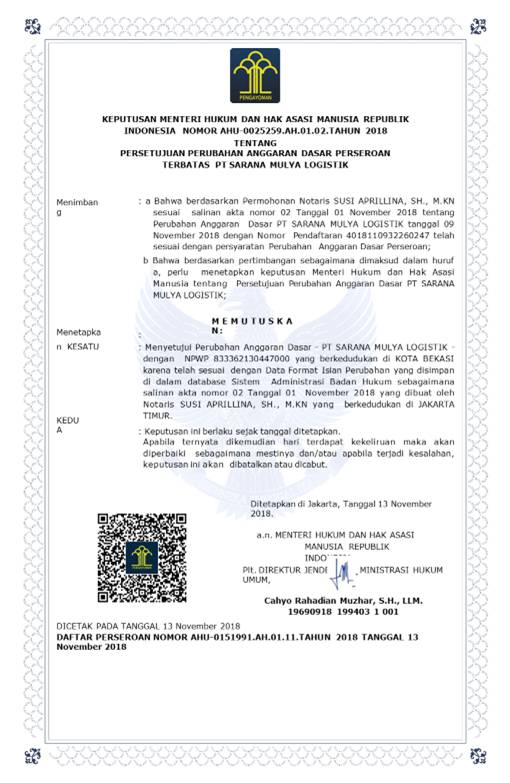 PENGAYOMAN
KEPUTUSAN MENTERI HUKUM DAN HAK ASASI MANUSIA REPUBLIK
INDONESIA NOMOR AHU-0025259.AH.01.02.TAHUN 2018
TENTANG
PERSETUJUAN PERUBAHAN ANGGARAN DASAR PERSEROAN
TERBATAS PT SARANA MULYA LOGISTIK
Menimban
g
: a Bahwa berdasarkan Permohonan Notaris SUSI APRILLINA, SH., M.KN
sesuai salinan akta nomor 02 Tanggal 01 November 2018 tentang
Perubahan Anggaran Dasar PT SARANA MULYA LOGISTIK tanggal 09
November 2018 dengan Nomor Pendaftaran 4018110932260247 telah
sesuai dengan persyaratan Perubahan Anggaran Dasar Perseroan;
b Bahwa berdasarkan pertimbangan sebagaimana dimaksud dalam huruf
a, perlu menetapkan keputusan Menteri Hukum dan Hak Asasi
Manusia tentang Persetujuan Perubahan Anggaran Dasar PT SARANA
MULYA LOGISTIK;
M E M U T U S K A
N:
Menetapka :
n KESATU : Menyetujui Perubahan Anggaran Dasar - PT SARANA MULYA LOGISTIK -
dengan NPWP 833362130447000 yang berkedudukan di KOTA BEKASI
karena telah sesuai dengan Data Format Isian Perubahan yang disimpan
di dalam database Sistem Administrasi Badan Hukum sebagaimana
salinan akta nomor 02 Tanggal 01 November 2018 yang dibuat oleh
Notaris SUSI APRILLINA, SH., M.KN yang berkedudukan di JAKARTA
TIMUR.
KEDU
A
: Keputusan ini berlaku sejak tanggal ditetapkan.
Apabila ternyata dikemudian hari terdapat kekeliruan maka akan
diperbaiki sebagaimana mestinya dan/atau apabila terjadi kesalahan,
keputusan ini akan dibatalkan atau dicabut.
Ditetapkan di Jakarta, Tanggal 13 November
2018.
a.n. MENTERI HUKUM DAN HAK ASASI
MANUSIA REPUBLIK
INDO
Plt. DIREKTUR JENDE MINISTRASI HUKUM
UMUM,
Cahyo Rahadian Muzhar, S.H., LLM.
19690918 199403 1 001
DICETAK PADA TANGGAL 13 November 2018
DAFTAR PERSEROAN NOMOR AHU-0151991.AH.01.11.TAHUN 2018 TANGGAL 13
November 2018